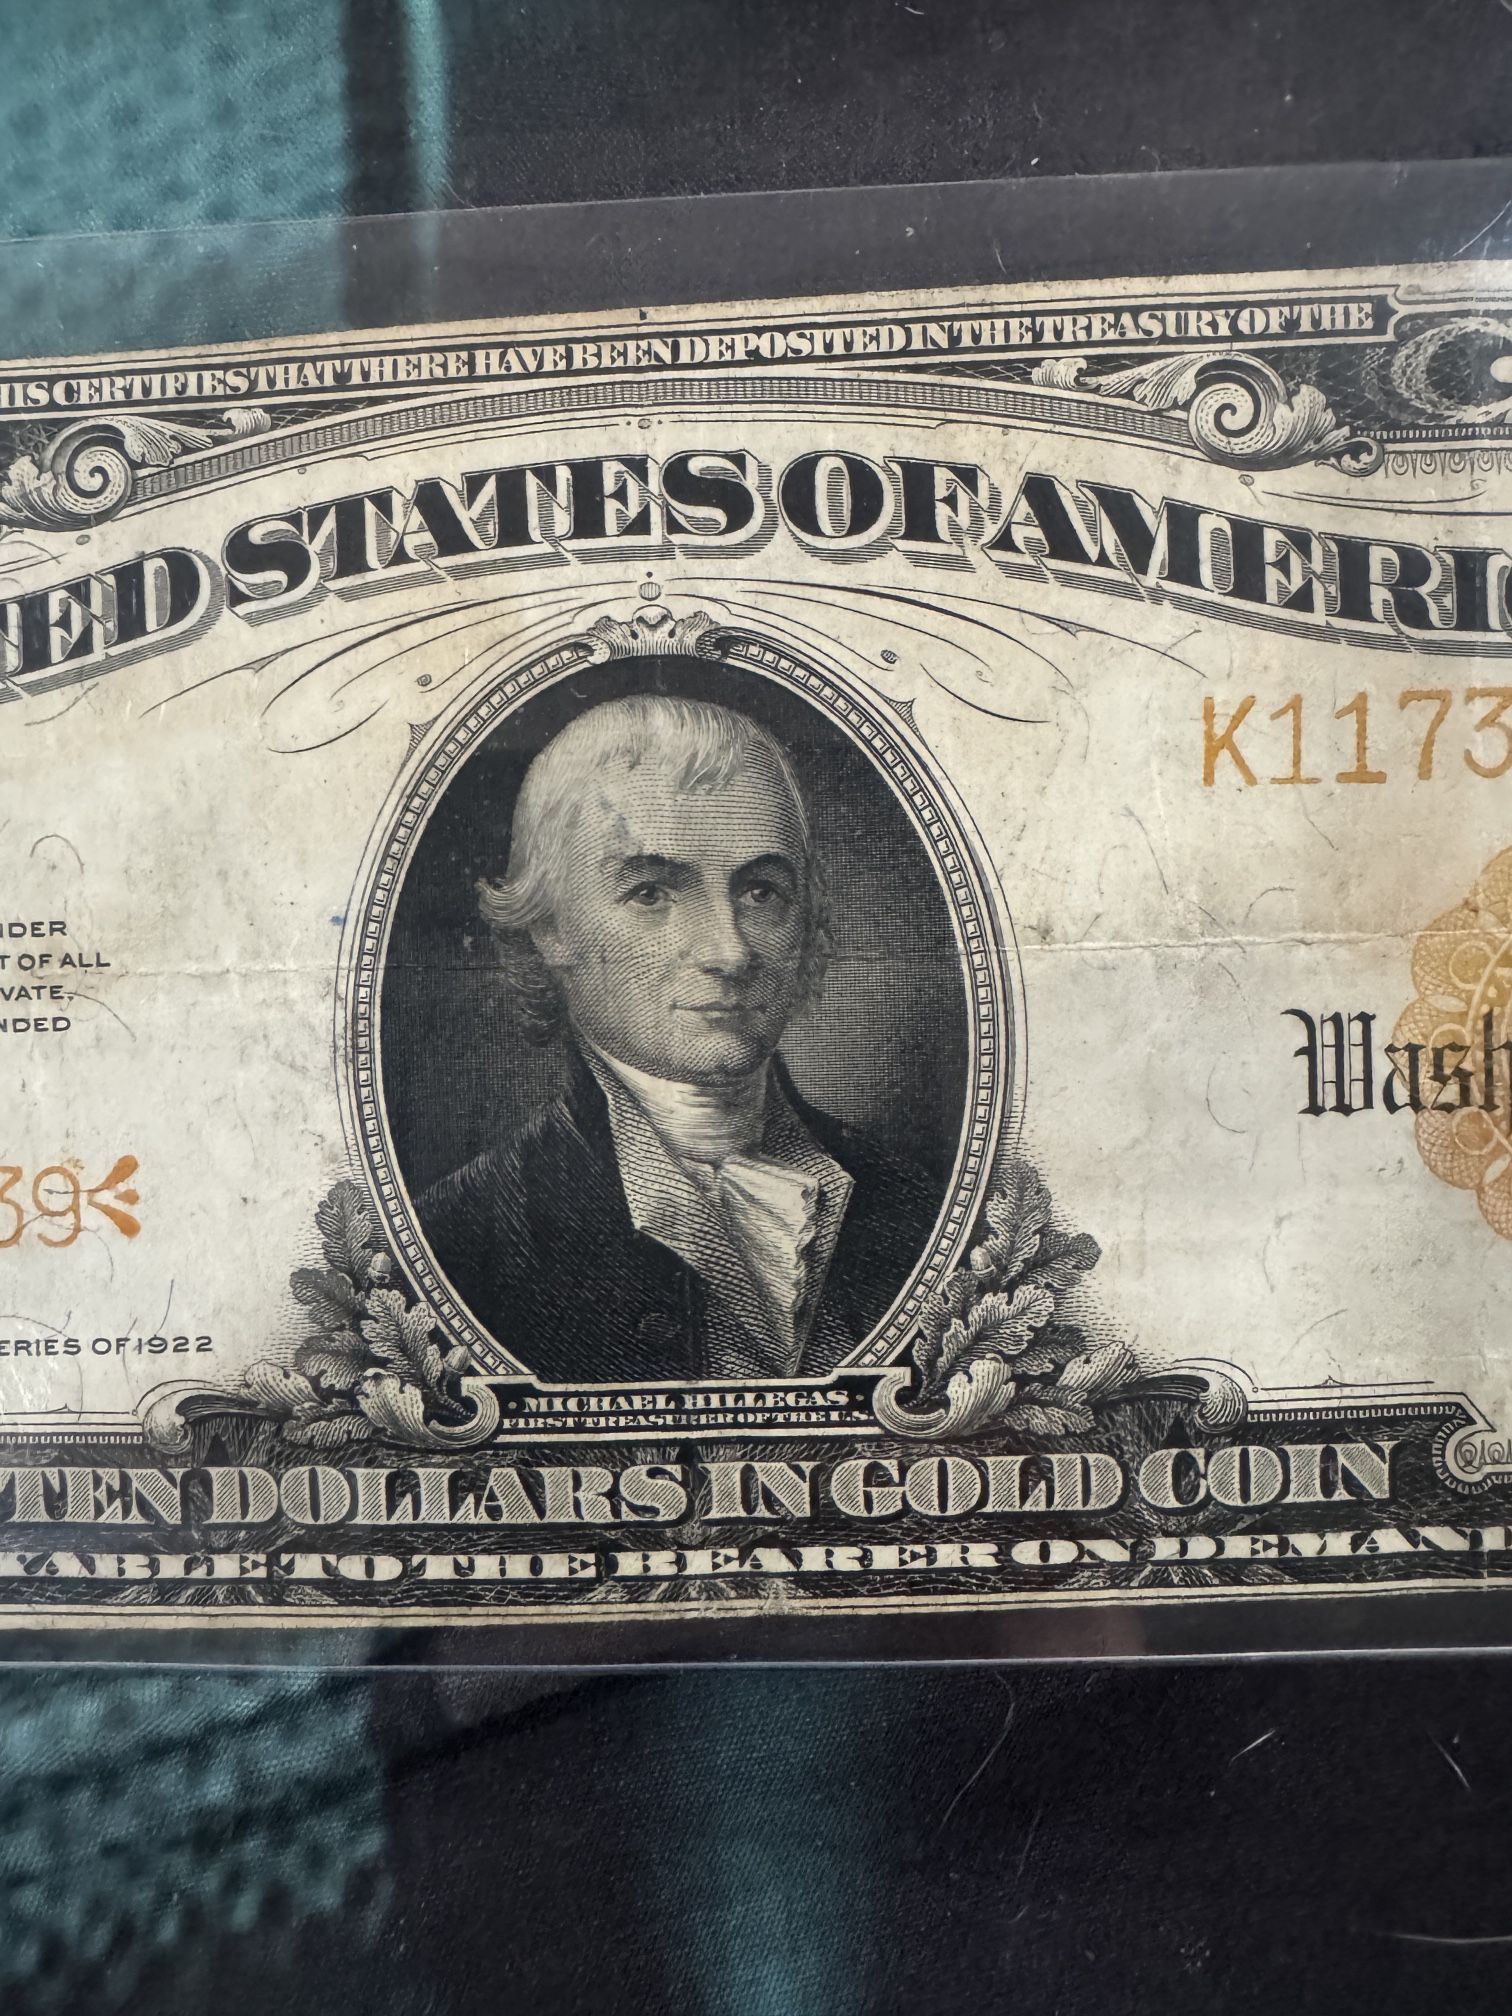 HIS CERTIFIES THAT THERE HAVE BEEN DEPOSITED IN THE TREASURY OF THE
ED STATES OF AMERI
K1173
NDER
T OF ALL
VATE,
NDED
Wash
39
ERIES OF 1922
MICHAEL HILLEGAS
FIRST TREASURER OF THE U.S.
TEN DOLLARS IN GOLD COIN
ABLE TO THE BEARER ON DEMAN